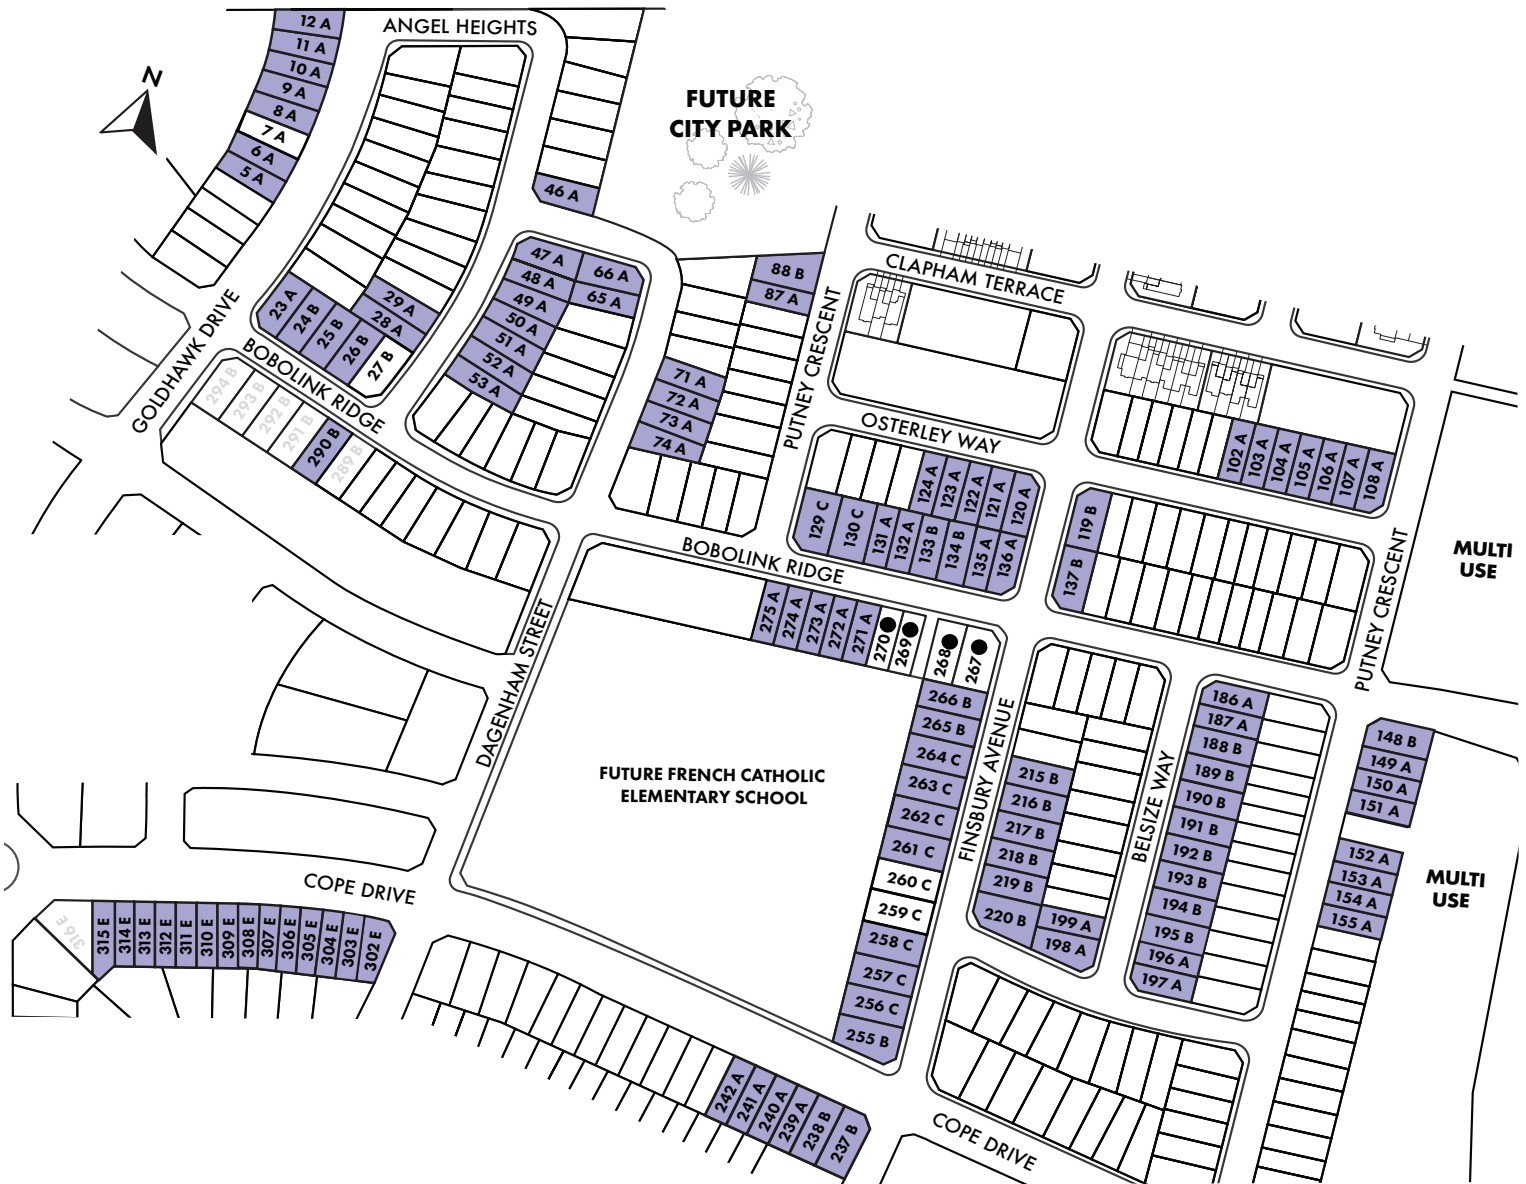 12 A
11 A
10 A
9 A
8 A
7 A
6 A
5 A
ANGEL HEIGHTS
N
FUTURE
CITY PARK
46 A
47 A
48 A
49 A
50 A
51 A
52 A
53 A
66 A
65 A
88 B
87 A
CLAPHAM TERRACE
GOLDHAWK DRIVE
23 A
24 B
25 B
26 B
27 B
28 A
29 A
BOBOLINK RIDGE
294 B
293 B
292 B
291 B
290 B
289 B
71 A
72 A
73 A
74 A
PUTNEY CRESCENT
OSTERLEY WAY
102 A
103 A
104 A
105 A
106 A
107 A
108 A
124 A
123 A
122 A
121 A
120 A
129 C
130 C
131 A
132 A
133 B
134 B
135 A
136 A
119 B
137 B
PUTNEY CRESCENT
MULTI
USE
BOBOLINK RIDGE
275 A
274 A
273 A
272 A
271 A
270
269
268
267
DAGENHAM STREET
FUTURE FRENCH CATHOLIC
ELEMENTARY SCHOOL
266 B
265 B
264 C
263 C
262 C
261 C
260 C
259 C
258 C
257 C
256 C
255 B
FINSBURY AVENUE
215 B
216 B
217 B
218 B
219 B
220 B
199 A
198 A
BELSIZE WAY
186 A
187 A
188 B
189 B
190 B
191 B
192 B
193 B
194 B
195 B
196 A
197 A
148 B
149 A
150 A
151 A
152 A
153 A
154 A
155 A
MULTI
USE
COPE DRIVE
316 E
315 E
314 E
313 E
312 E
311 E
310 E
309 E
308 E
307 E
306 E
305 E
304 E
303 E
302 E
242 A
241 A
240 A
239 A
238 B
237 B
COPE DRIVE